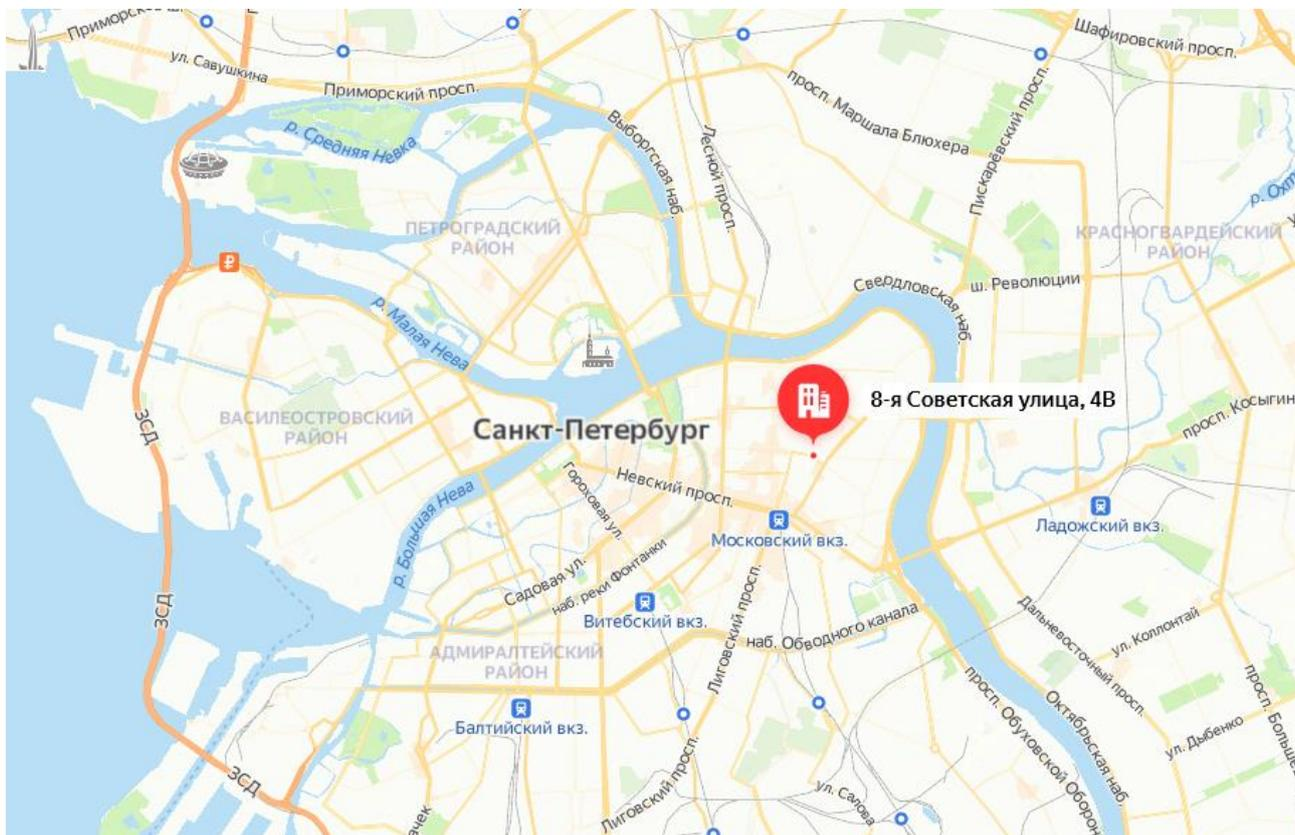 Приморское ш.
ул. Савушкина
Приморский просп.
Шафировский просп.
р. Средняя Невка
Выборгская наб.
Лесной просп.
просп. Маршала Блюхера
Пискарёвский просп.
р. Охта
ПЕТРОГРАДСКИЙ
РАЙОН
КРАСНОГВАРДЕЙСКИЙ
РАЙОН
₽
ш. Революции
Свердловская наб.
р. Малая Нева
8-я Советская улица, 4В
ЗСД
ВАСИЛЕОСТРОВСКИЙ
РАЙОН
Санкт-Петербург
просп. Косыгин
Невский просп.
Гороховая ул.
р. Большая Нева
Московский вкз.
Ладожский вкз.
Садовая ул.
наб. реки Фонтанки
ЗСД
Витебский вкз.
Лиговский просп.
наб. Обводного канала
Дальневосточный просп.
ул. Коллонтай
АДМИРАЛТЕЙСКИЙ
РАЙОН
Балтийский вкз.
просп. Обуховской Оборон
Октябрьская наб.
ул. Дыбенко
просп. Больше
ЗСД
Лиговский просп.
ул. Салова